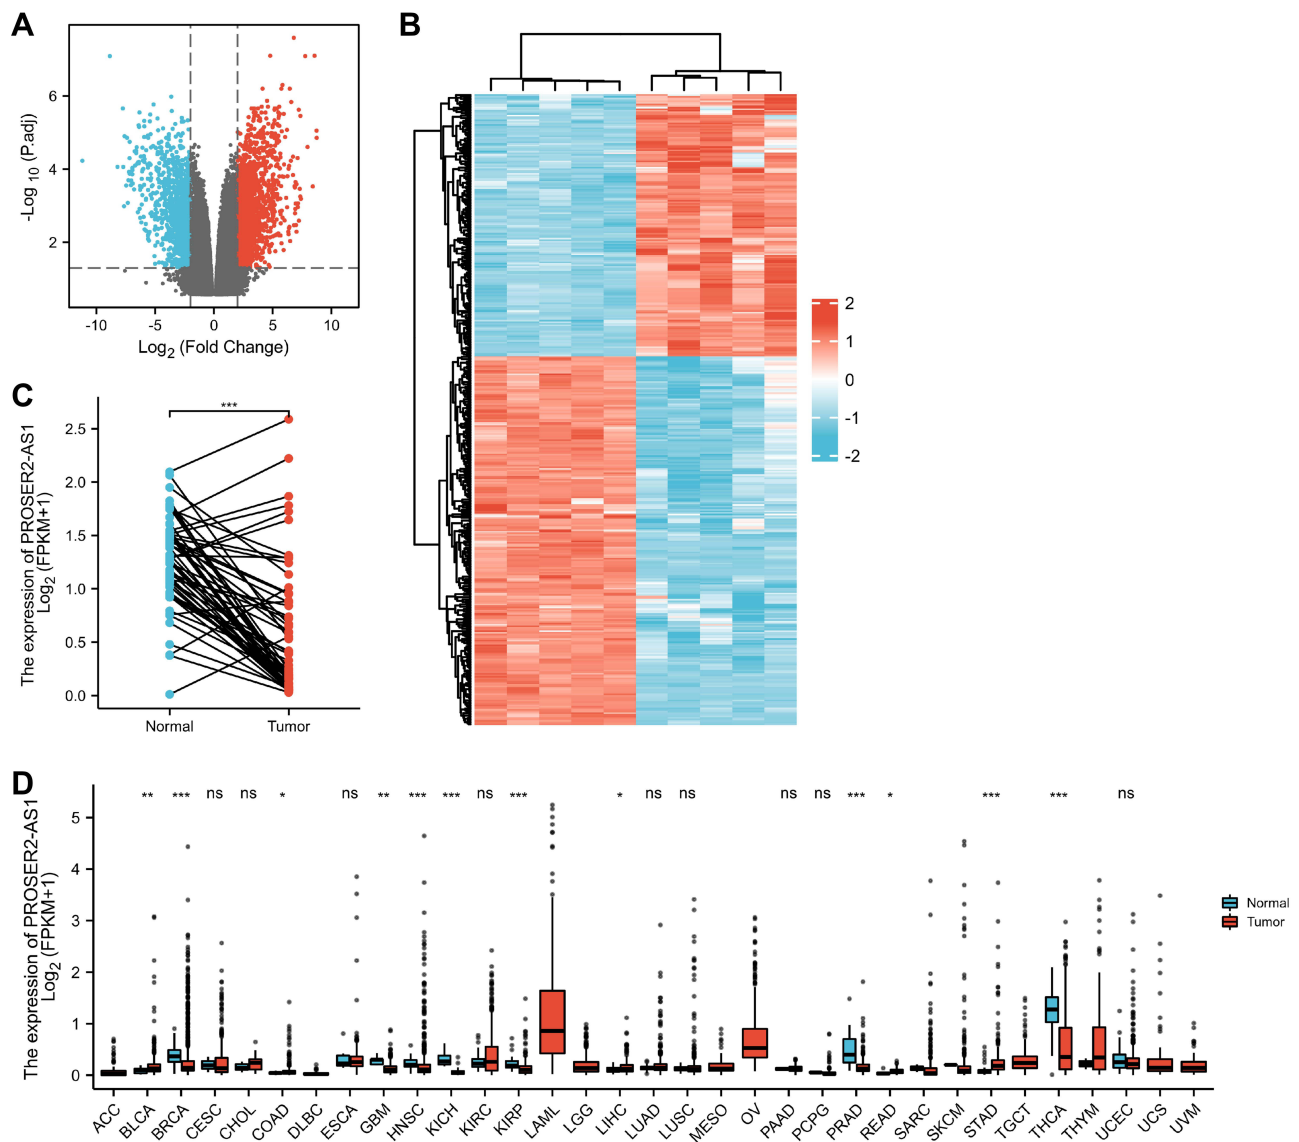 A
-Log 10 (P.adj)
6
4
2
-10 -5 0 5 10
Log2 (Fold Change)
B
2
1
0
-1
-2
C
***
The expression of PROSER2-AS1
Log2 (FPKM+1)
2.5
2.0
1.5
1.0
0.5
0.0
Normal Tumor
D
The expression of PROSER2-AS1
Log2 (FPKM+1)
** *** ns ns * ns ** *** *** ns *** * ns ns ns ns *** * *** *** ns
5
4
3
2
1
0
Normal
Tumor
ACC BLCA BRCA CESC CHOL COAD DLBC ESCA GBM HNSC KICH KIRC KIRP LAML LGG LIHC LUAD LUSC MESO OV PAAD PCPG PRAD READ SARC SKCM STAD TGCT THCA THYM UCEC UCS UVM